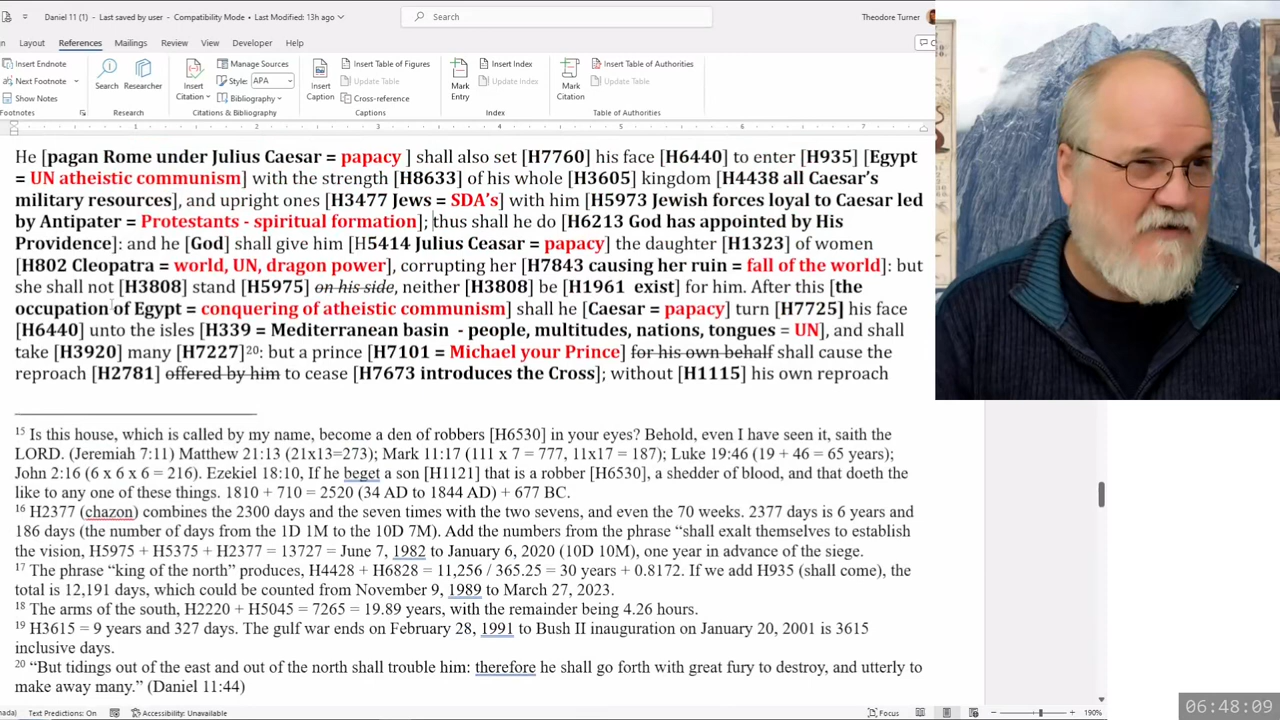 Daniel 11 (1) - Last saved by user - Compatibility Mode • Last Modified: 13h ago
Search
Theodore Turner
Layout References Mailings Review View Developer Help
Insert Endnote
Next Footnote
Show Notes
Footnotes
Search Researcher
Research
Insert Citation
Manage Sources
Style: APA
Bibliography
Citations & Bibliography
Insert Caption
Insert Table of Figures
Update Table
Cross-reference
Captions
Mark Entry
Insert Index
Update Index
Index
Mark Citation
Insert Table of Authorities
Update Table
Table of Authorities
1 2 3 4 5 6 7
He [pagan Rome under Julius Caesar = papacy ] shall also set [H7760] his face [H6440] to enter [H935] [Egypt
= UN atheistic communism] with the strength [H8633] of his whole [H3605] kingdom [H4438 all Caesar's
military resources], and upright ones [H3477 Jews = SDA's] with him [H5973 Jewish forces loyal to Caesar led
by Antipater = Protestants - spiritual formation]; thus shall he do [H6213 God has appointed by His
Providence]: and he [God] shall give him [H5414 Julius Ceasar = papacy] the daughter [H1323] of women
[H802 Cleopatra = world, UN, dragon power], corrupting her [H7843 causing her ruin = fall of the world]: but
she shall not [H3808] stand [H5975] on his side, neither [H3808] be [H1961 exist] for him. After this [the
occupation of Egypt = conquering of atheistic communism] shall he [Caesar = papacy] turn [H7725] his face
[H6440] unto the isles [H339 = Mediterranean basin - people, multitudes, nations, tongues = UN], and shall
take [H3920] many [H7227]20: but a prince [H7101 = Michael your Prince] for his own behalf shall cause the
reproach [H2781] offered by him to cease [H7673 introduces the Cross]; without [H1115] his own reproach
15 Is this house, which is called by my name, become a den of robbers [H6530] in your eyes? Behold, even I have seen it, saith the
LORD. (Jeremiah 7:11) Matthew 21:13 (21x13=273); Mark 11:17 (111 x 7 = 777, 11x17 = 187); Luke 19:46 (19 + 46 = 65 years);
John 2:16 (6 x 6 x 6 = 216). Ezekiel 18:10, If he beget a son [H1121] that is a robber [H6530], a shedder of blood, and that doeth the
like to any one of these things. 1810 + 710 = 2520 (34 AD to 1844 AD) + 677 BC.
16 H2377 (chazon) combines the 2300 days and the seven times with the two sevens, and even the 70 weeks. 2377 days is 6 years and
186 days (the number of days from the 1D 1M to the 10D 7M). Add the numbers from the phrase "shall exalt themselves to establish
the vision, H5975 + H5375 + H2377 = 13727 = June 7, 1982 to January 6, 2020 (10D 10M), one year in advance of the siege.
17 The phrase "king of the north" produces, H4428 + H6828 = 11,256 / 365.25 = 30 years + 0.8172. If we add H935 (shall come), the
total is 12,191 days, which could be counted from November 9, 1989 to March 27, 2023.
18 The arms of the south, H2220 + H5045 = 7265 = 19.89 years, with the remainder being 4.26 hours.
19 H3615 = 9 years and 327 days. The gulf war ends on February 28, 1991 to Bush II inauguration on January 20, 2001 is 3615
inclusive days.
20 "But tidings out of the east and out of the north shall trouble him: therefore he shall go forth with great fury to destroy, and utterly to
make away many." (Daniel 11:44)
Text Predictions: On
Accessibility: Unavailable
Focus
190%
06:48:09